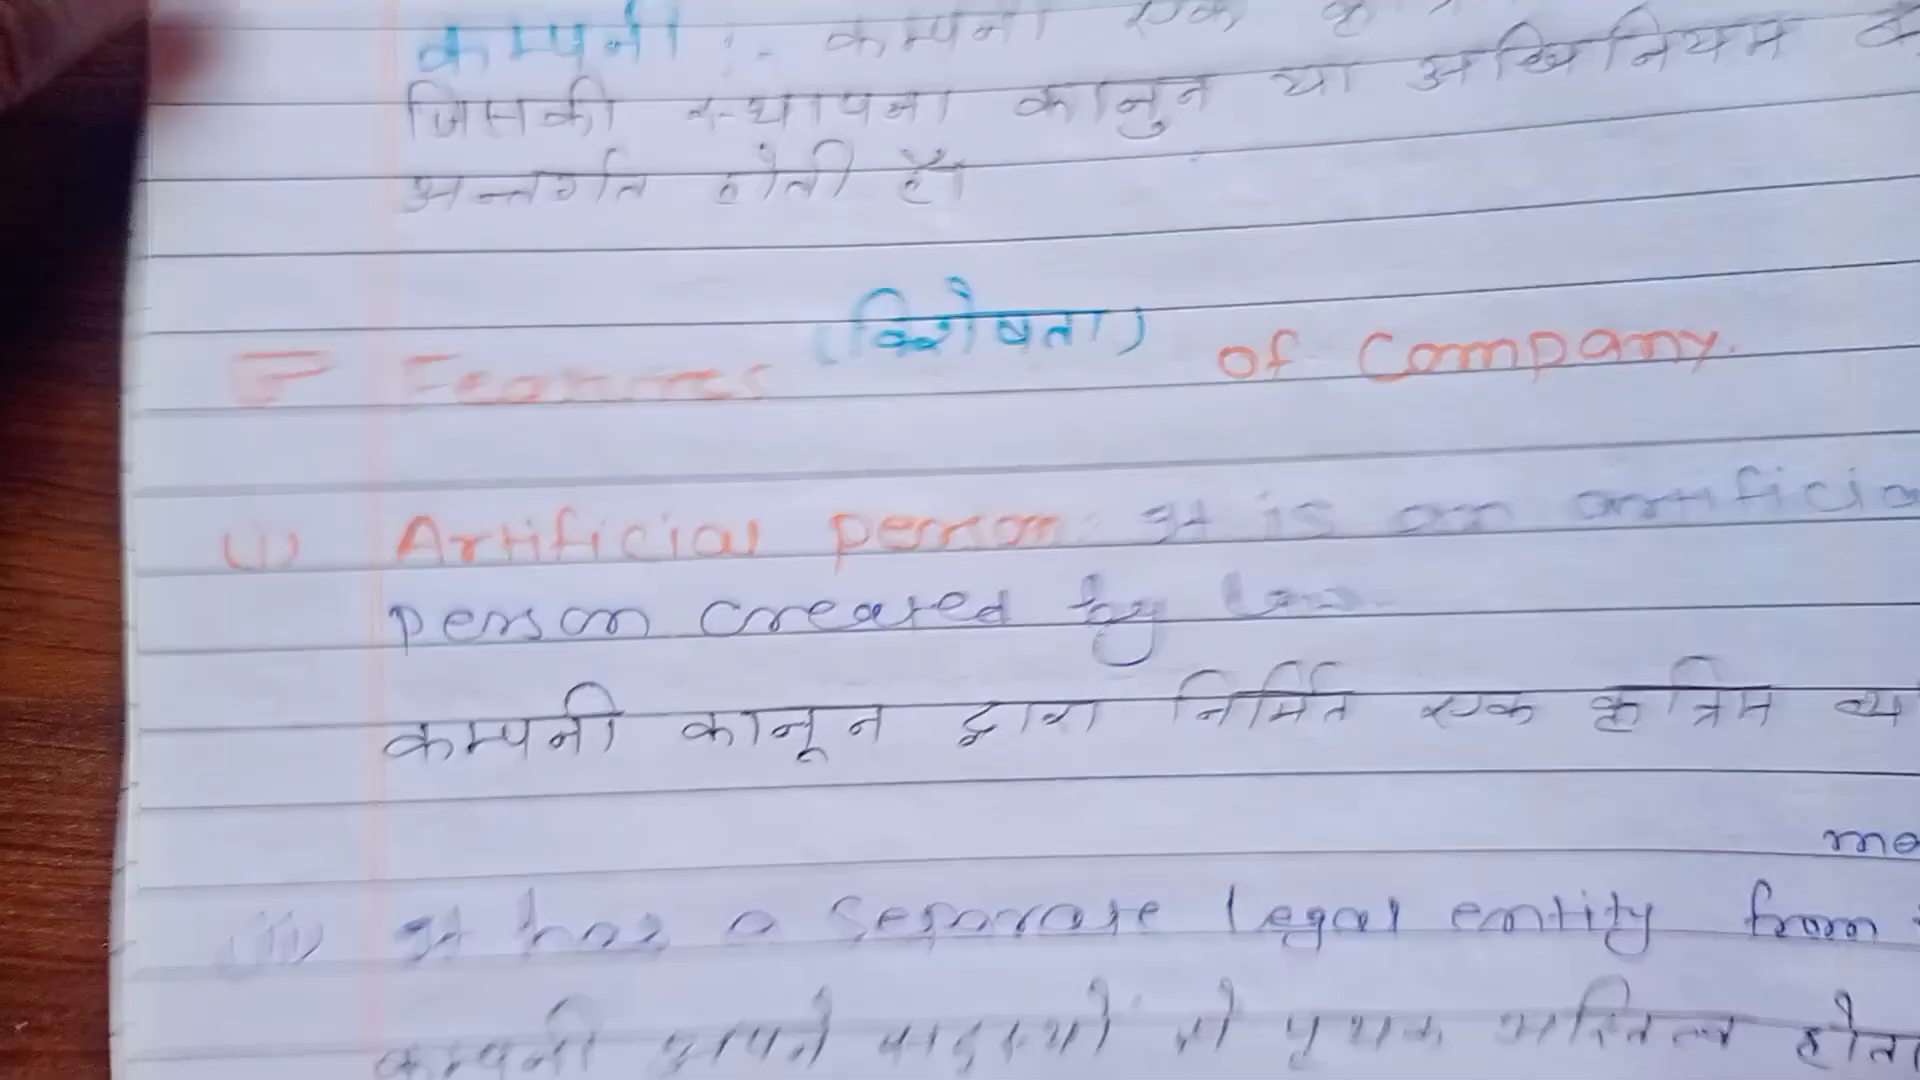 कम्पनी :- कम्पनी एक
जिसकी स्थापना कानुन या अधिनियम के
अन्तर्गत होती है।
(विशेषता)
Features of Company.
(i) Artificial person: It is an artificia
person created by law.
कम्पनी कानून द्वारा निर्मित एक कृत्रिम व्य
me
(ii) It has a separate legal entity from
कम्पनी अपने सदस्यों से पृथक अस्तित्व होता